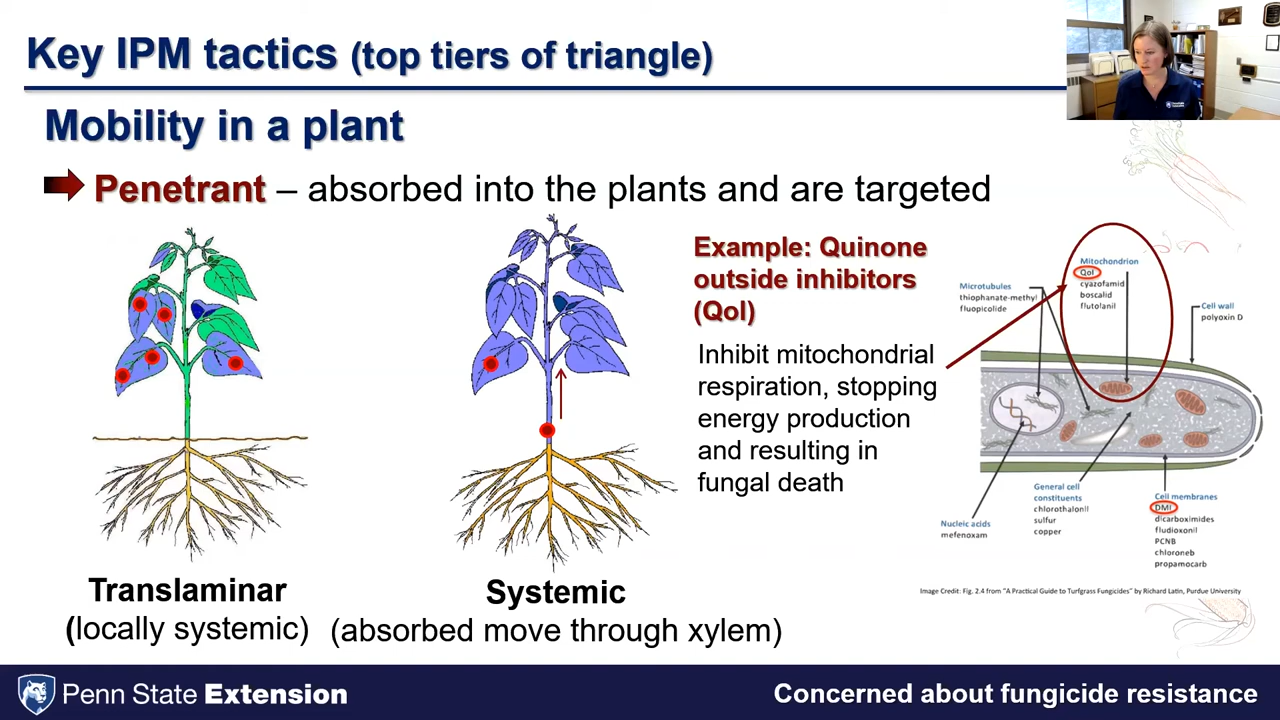 Key IPM tactics (top tiers of triangle)
Mobility in a plant
Penetrant – absorbed into the plants and are targeted
Example: Quinone
outside inhibitors
(QoI)
Inhibit mitochondrial
respiration, stopping
energy production
and resulting in
fungal death
Translaminar
(locally systemic)
Systemic
(absorbed move through xylem)
Microtubules
thiophanate-methyl
fluopicolide
Mitochondrion
QoI
cyazofamid
boscalid
flutolanil
Cell wall
polyoxin D
Nucleic acids
mefenoxam
General cell
constituents
chlorothalonil
sulfur
copper
Cell membranes
DMI
dicarboximides
fludioxonil
PCNB
chloroneb
propamocarb
Image Credit: Fig. 2.4 from "A Practical Guide to Turfgrass Fungicides" by Richard Latin, Purdue University
Penn State Extension
Concerned about fungicide resistance